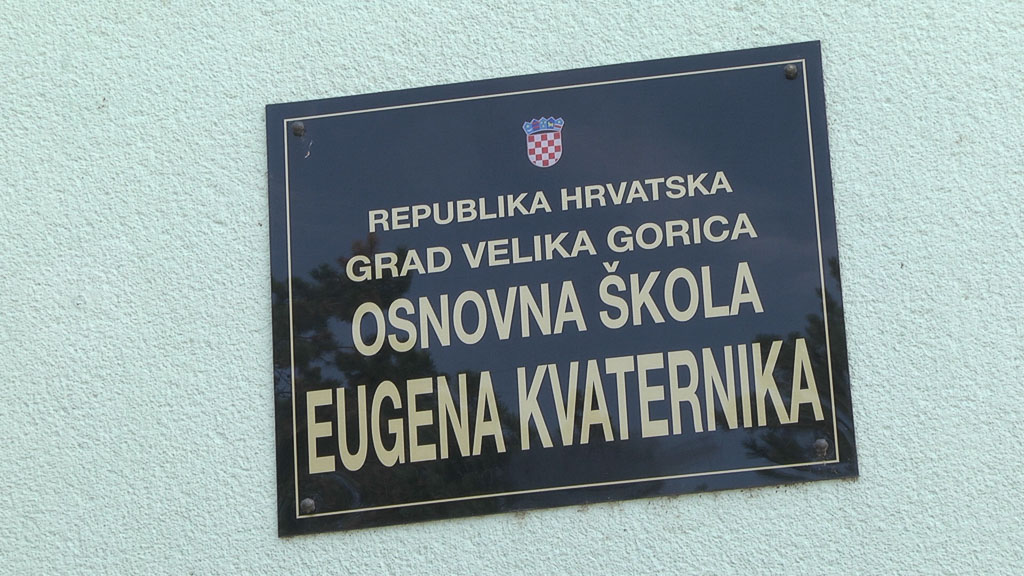 REPUBLIKA HRVATSKA
GRAD VELIKA GORICA
OSNOVNA ŠKOLA
EUGENA KVATERNIKA